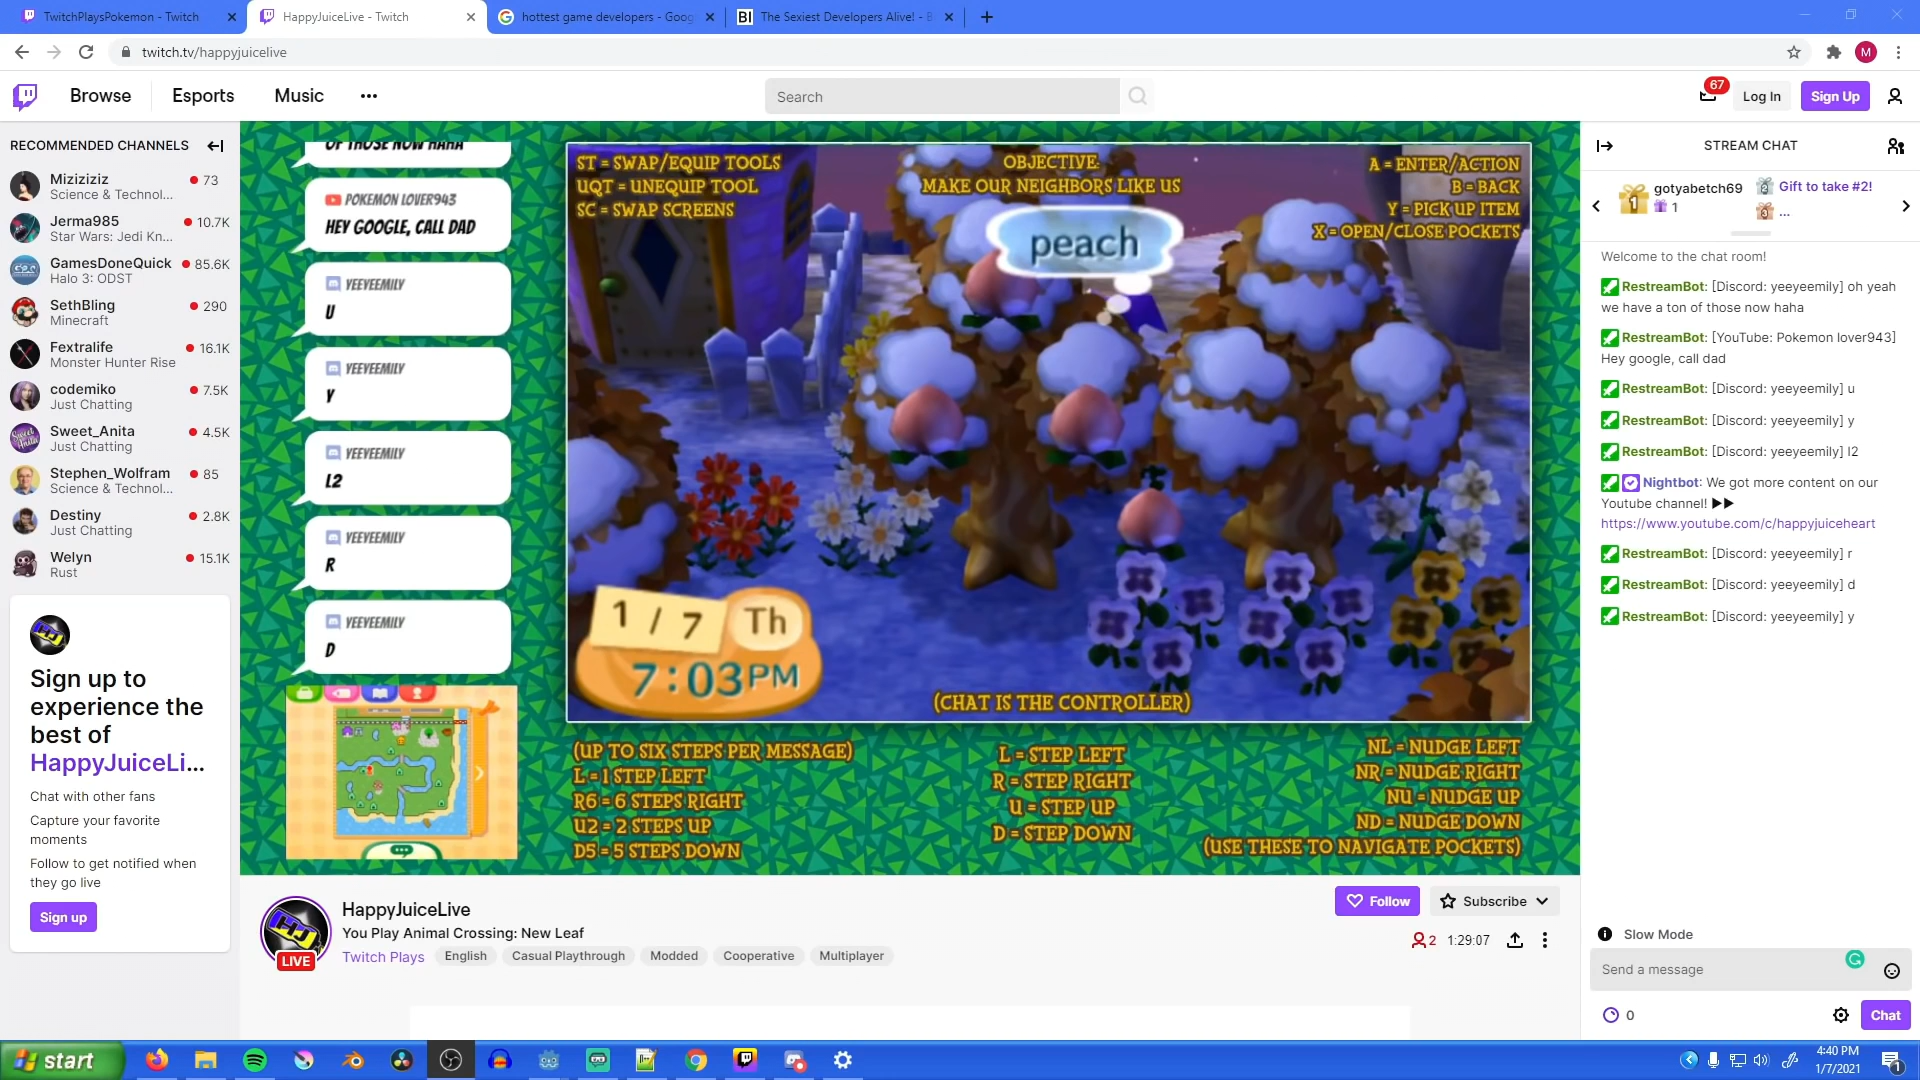 TwitchPlaysPokemon - Twitch
HappyJuiceLive - Twitch
hottest game developers - Goog
BI
The Sexiest Developers Alive! - B
twitch.tv/happyjuicelive
M
Browse
Esports
Music
Search
67
Log In
Sign Up
RECOMMENDED CHANNELS
Miziziziz
73
Science & Technol...
Jerma985
10.7K
Star Wars: Jedi Kn...
GamesDoneQuick
85.6K
Halo 3: ODST
SethBling
290
Minecraft
Fextralife
16.1K
Monster Hunter Rise
codemiko
7.5K
Just Chatting
Sweet_Anita
4.5K
Just Chatting
Stephen_Wolfram
85
Science & Technol...
Destiny
2.8K
Just Chatting
Welyn
15.1K
Rust
Sign up to
experience the
best of
HappyJuiceLi...
Chat with other fans
Capture your favorite
moments
Follow to get notified when
they go live
Sign up
OF THOSE NOW HAHA
POKEMON LOVER943
HEY GOOGLE, CALL DAD
YEEYEEMILY
U
YEEYEEMILY
Y
YEEYEEMILY
L2
YEEYEEMILY
R
YEEYEEMILY
D
ST = SWAP/EQUIP TOOLS
UQT = UNEQUIP TOOL
SC = SWAP SCREENS
OBJECTIVE:
MAKE OUR NEIGHBORS LIKE US
A = ENTER/ACTION
B = BACK
Y = PICK UP ITEM
X = OPEN/CLOSE POCKETS
peach
1 / 7 Th
7:03PM
(CHAT IS THE CONTROLLER)
(UP TO SIX STEPS PER MESSAGE)
L = 1 STEP LEFT
R6 = 6 STEPS RIGHT
U2 = 2 STEPS UP
D5 = 5 STEPS DOWN
L = STEP LEFT
R = STEP RIGHT
U = STEP UP
D = STEP DOWN
NL = NUDGE LEFT
NR = NUDGE RIGHT
NU = NUDGE UP
ND = NUDGE DOWN
(USE THESE TO NAVIGATE POCKETS)
HJ
LIVE
HappyJuiceLive
You Play Animal Crossing: New Leaf
Twitch Plays
English
Casual Playthrough
Modded
Cooperative
Multiplayer
Follow
Subscribe
2
1:29:07
STREAM CHAT
1
gotyabetch69
1
2
Gift to take #2!
3
...
Welcome to the chat room!
RestreamBot: [Discord: yeeyeemily] oh yeah
we have a ton of those now haha
RestreamBot: [YouTube: Pokemon lover943]
Hey google, call dad
RestreamBot: [Discord: yeeyeemily] u
RestreamBot: [Discord: yeeyeemily] y
RestreamBot: [Discord: yeeyeemily] l2
Nightbot: We got more content on our
Youtube channel! ▶▶
https://www.youtube.com/c/happyjuiceheart
RestreamBot: [Discord: yeeyeemily] r
RestreamBot: [Discord: yeeyeemily] d
RestreamBot: [Discord: yeeyeemily] y
Slow Mode
Send a message
0
Chat
start
4:40 PM
1/7/2021
1